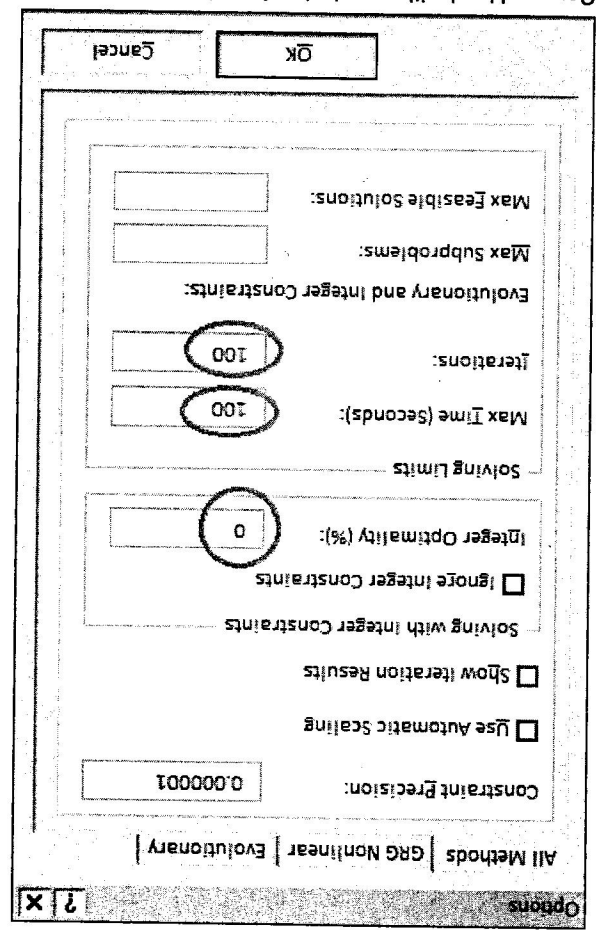 Options ? X
All Methods GRG Nonlinear Evolutionary
Constraint Precision: 0.000001
Use Automatic Scaling
Show Iteration Results
Solving with Integer Constraints
Ignore Integer Constraints
Integer Optimality (%): 0
Solving Limits
Max Time (Seconds): 100
Iterations: 100
Evolutionary and Integer Constraints:
Max Subproblems:
Max Feasible Solutions:
OK Cancel